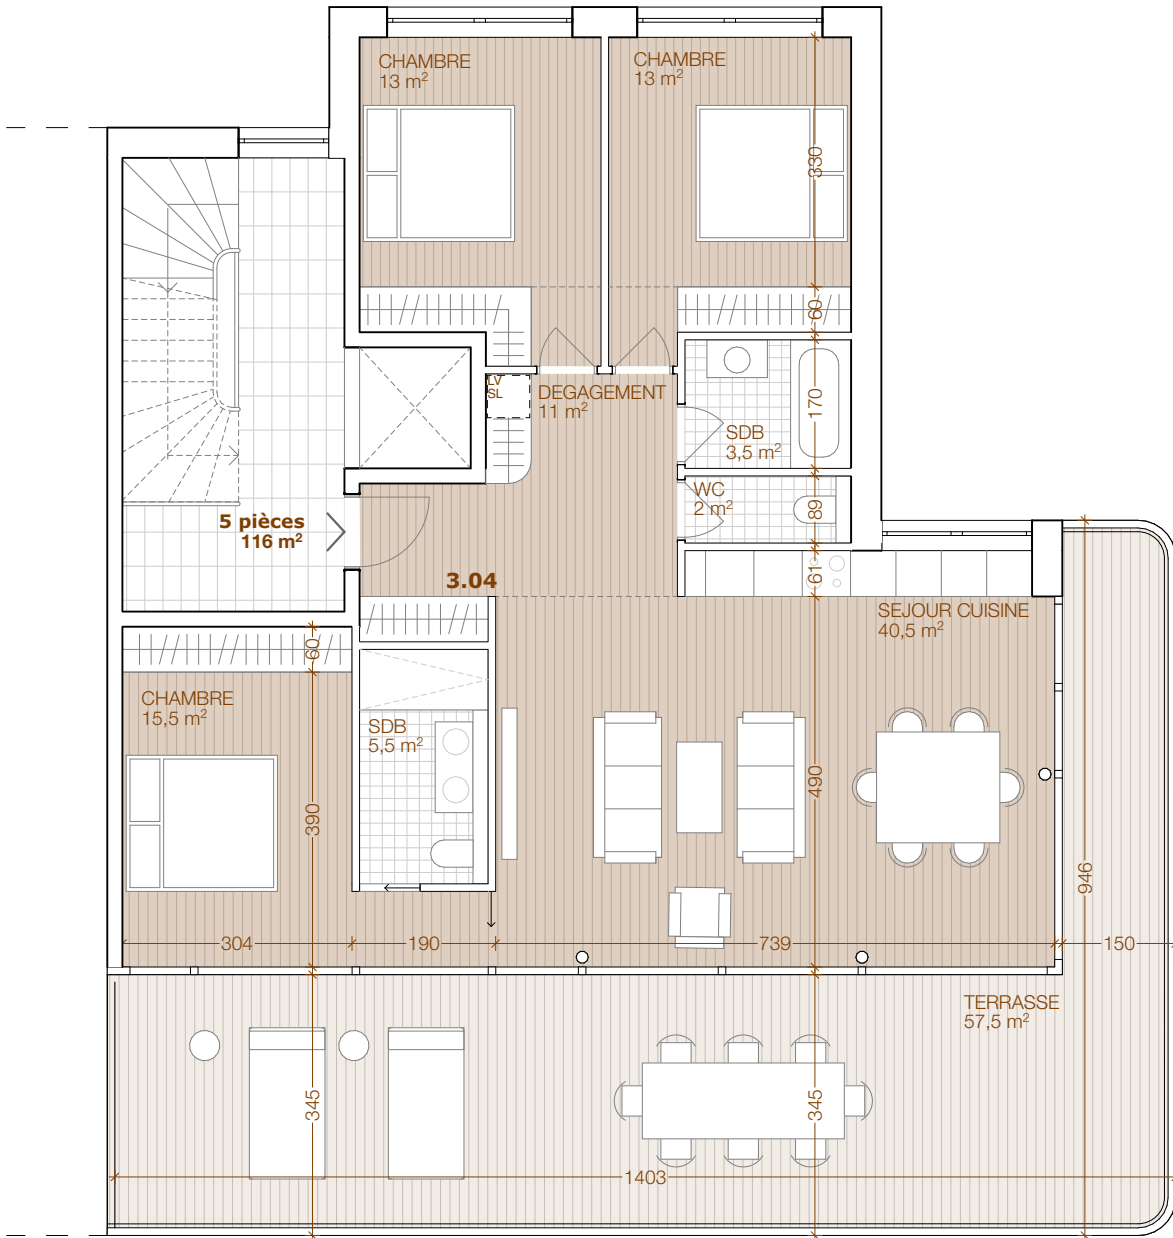 CHAMBRE
13 m²
CHAMBRE
13 m²
330
60
LV
SL
DEGAGEMENT
11 m²
170
SDB
3,5 m²
WC
2 m²
89
5 pièces
116 m²
61
3.04
SEJOUR CUISINE
40,5 m²
60
CHAMBRE
15,5 m²
SDB
5,5 m²
490
390
946
304
190
739
150
TERRASSE
57,5 m²
345
345
1403